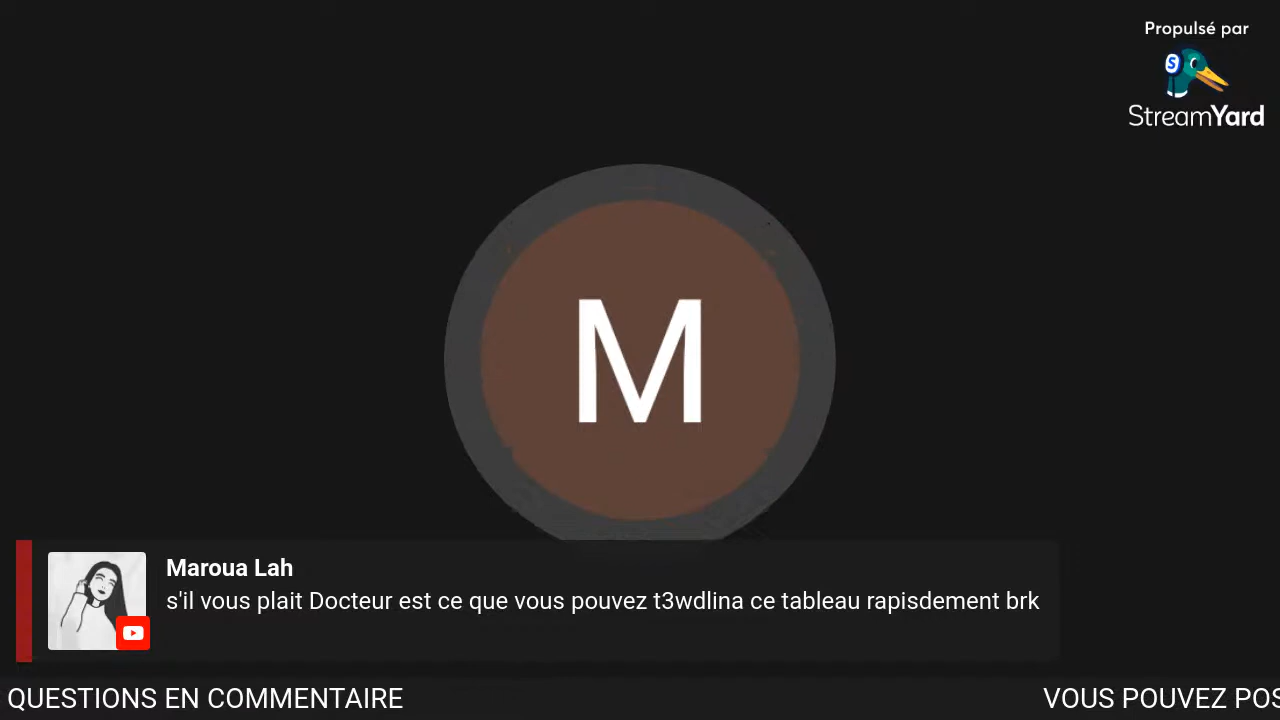 Propulsé par
StreamYard
M
Maroua Lah
s'il vous plait Docteur est ce que vous pouvez t3wdlina ce tableau rapisdement brk
QUESTIONS EN COMMENTAIRE
VOUS POUVEZ POS